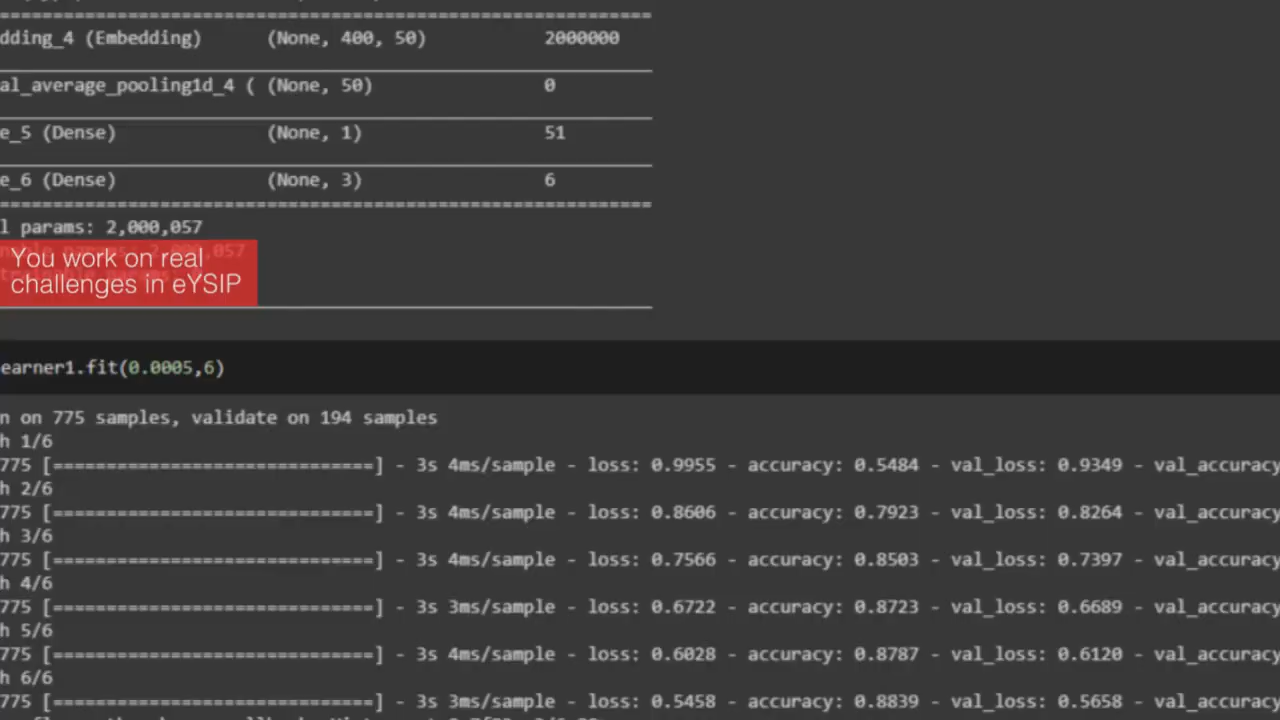 dding_4 (Embedding) (None, 400, 50) 2000000
al_average_pooling1d_4 ( (None, 50) 0
e_5 (Dense) (None, 1) 51
e_6 (Dense) (None, 3) 6
l params: 2,000,057
You work on real
challenges in eYSIP
earner1.fit(0.0005,6)
n on 775 samples, validate on 194 samples
h 1/6
775 [==============================] - 3s 4ms/sample - loss: 0.9955 - accuracy: 0.5484 - val_loss: 0.9349 - val_accuracy
h 2/6
775 [==============================] - 3s 4ms/sample - loss: 0.8606 - accuracy: 0.7923 - val_loss: 0.8264 - val_accuracy
h 3/6
775 [==============================] - 3s 4ms/sample - loss: 0.7566 - accuracy: 0.8503 - val_loss: 0.7397 - val_accuracy
h 4/6
775 [==============================] - 3s 3ms/sample - loss: 0.6722 - accuracy: 0.8723 - val_loss: 0.6689 - val_accuracy
h 5/6
775 [==============================] - 3s 4ms/sample - loss: 0.6028 - accuracy: 0.8787 - val_loss: 0.6120 - val_accuracy
h 6/6
775 [==============================] - 3s 3ms/sample - loss: 0.5458 - accuracy: 0.8839 - val_loss: 0.5658 - val_accuracy